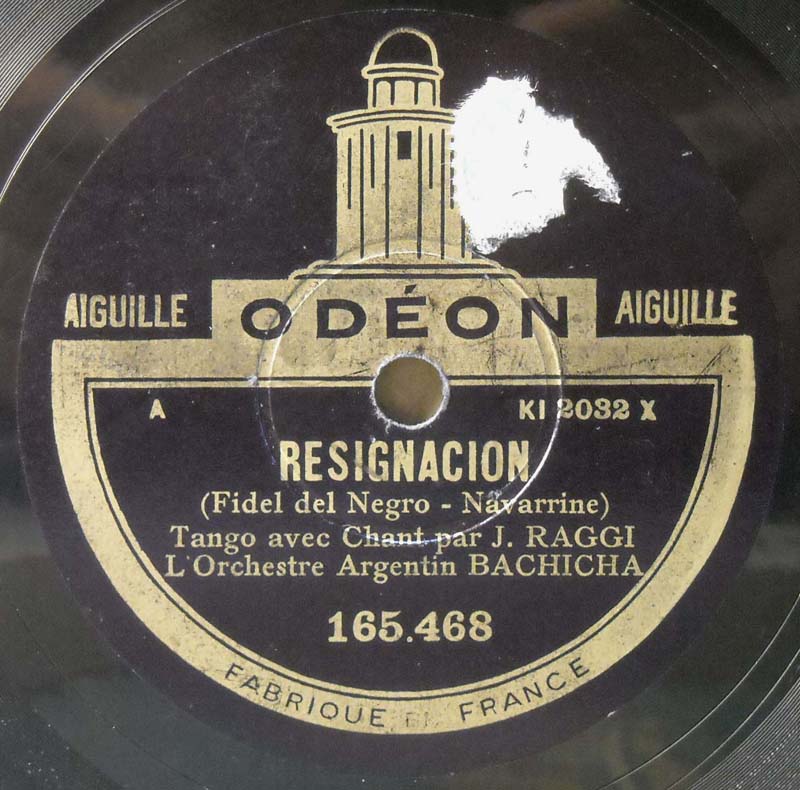 ODÉON
AIGUILLE AIGUILLE
A KI 2032 X
RESIGNACION
(Fidel del Negro - Navarrine)
Tango avec Chant par J. RAGGI
L'Orchestre Argentin BACHICHA
165.468
FABRIQUE EN FRANCE